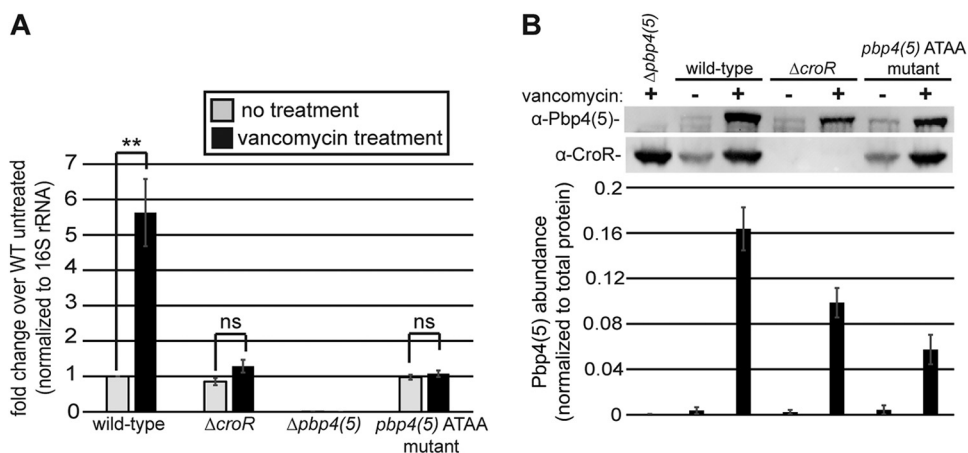 A
no treatment
vancomycin treatment
fold change over WT untreated
(normalized to 16S rRNA)
7
6
5
4
3
2
1
0
**
ns
ns
wild-type
ΔcroR
Δpbp4(5)
pbp4(5) ATAA
mutant
B
Δpbp4(5)
wild-type
ΔcroR
pbp4(5) ATAA
mutant
vancomycin: + - + - + - +
α-Pbp4(5)-
α-CroR-
Pbp4(5) abundance
(normalized to total protein)
0.2
0.16
0.12
0.08
0.04
0